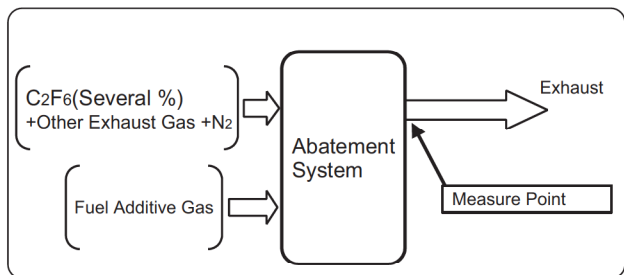 C2F6(Several %)
+Other Exhaust Gas +N2
Fuel Additive Gas
Abatement
System
Exhaust
Measure Point